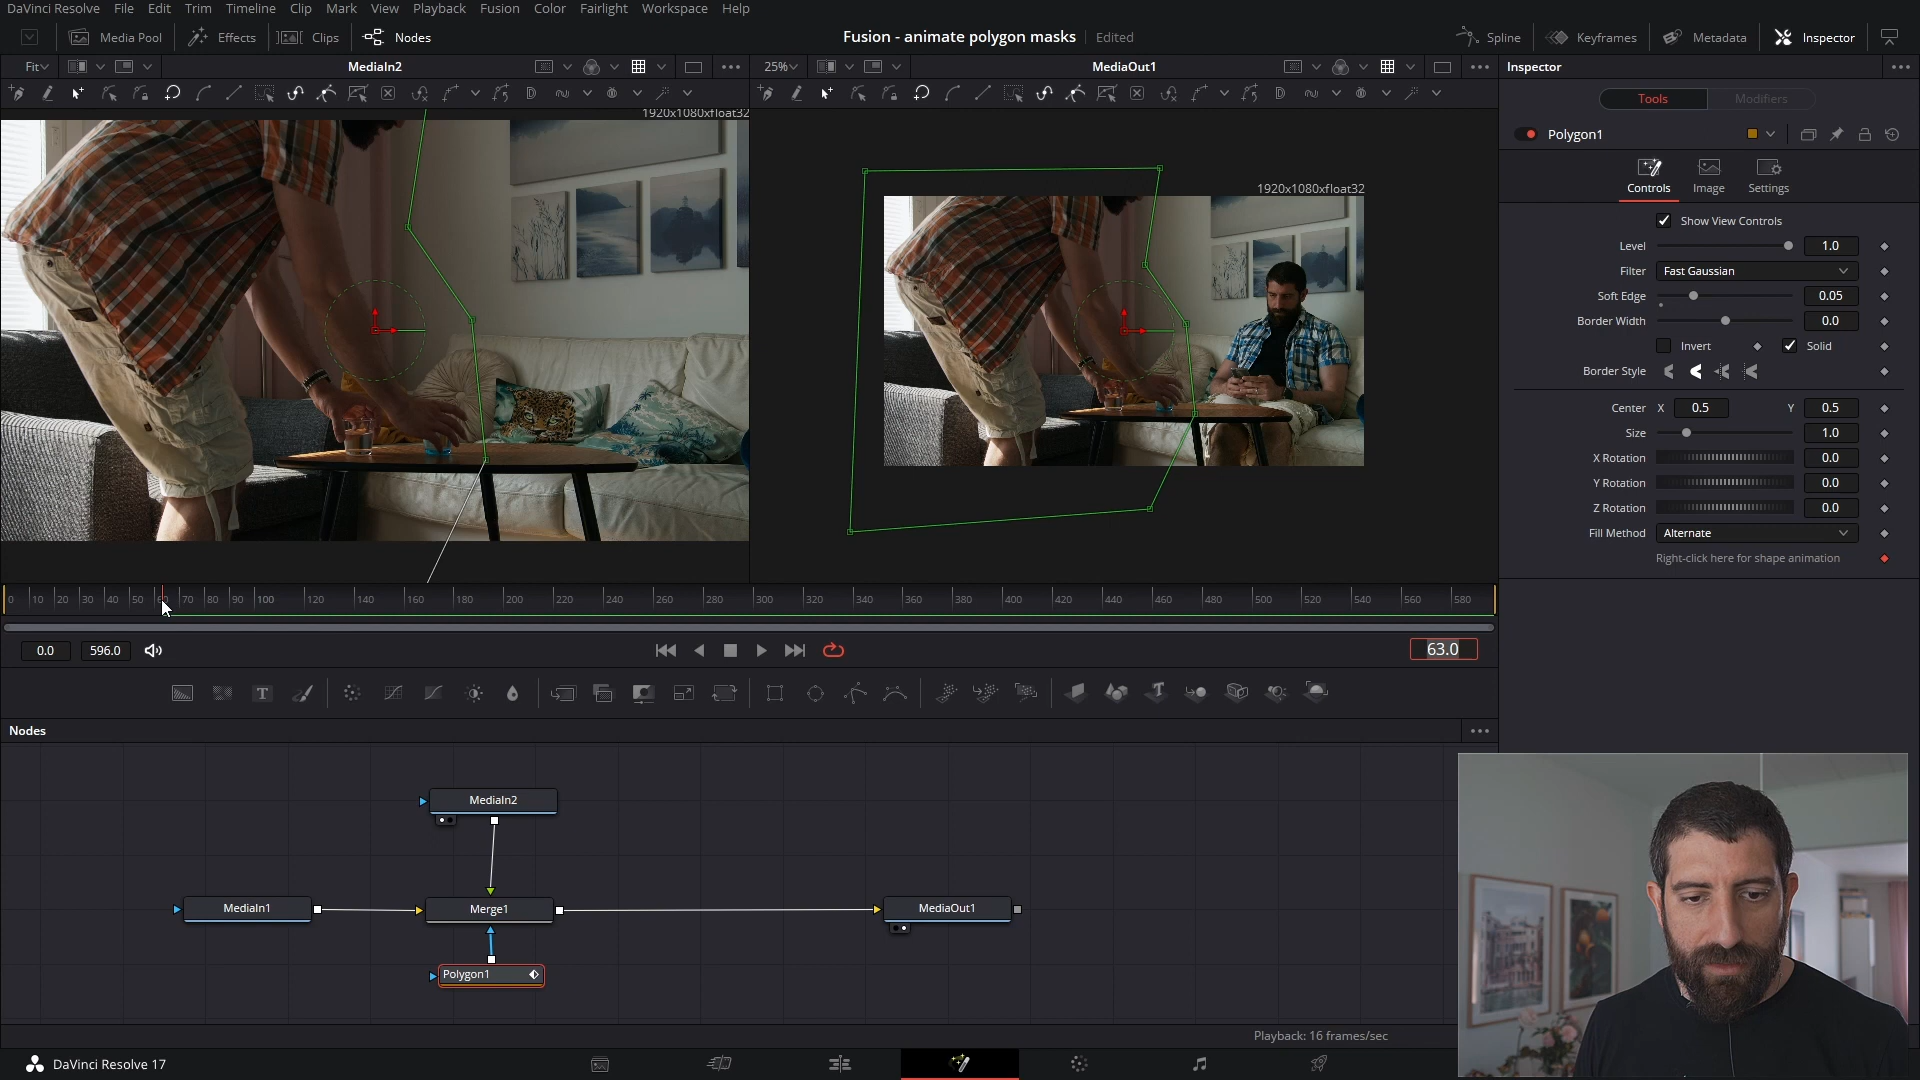 DaVinci Resolve File Edit Trim Timeline Clip Mark View Playback Fusion Color Fairlight Workspace Help
Media Pool Effects Clips Nodes Fusion - animate polygon masks Edited Spline Keyframes Metadata Inspector
Fit MediaIn2 25% MediaOut1 Inspector
Tools Modifiers
1920x1080xfloat32
Polygon1
Controls Image Settings
1920x1080xfloat32
Show View Controls
Level 1.0
Filter Fast Gaussian
Soft Edge 0.05
Border Width 0.0
Invert Solid
Border Style
Center X 0.5 Y 0.5
Size 1.0
X Rotation 0.0
Y Rotation 0.0
Z Rotation 0.0
Fill Method Alternate
Right-click here for shape animation
0 10 20 30 40 50 60 70 80 90 100 120 140 160 180 200 220 240 260 280 300 320 340 360 380 400 420 440 460 480 500 520 540 560 580
0.0 596.0 63.0
T
Nodes
MediaIn2
MediaIn1 Merge1 MediaOut1
Polygon1
Playback: 16 frames/sec
DaVinci Resolve 17